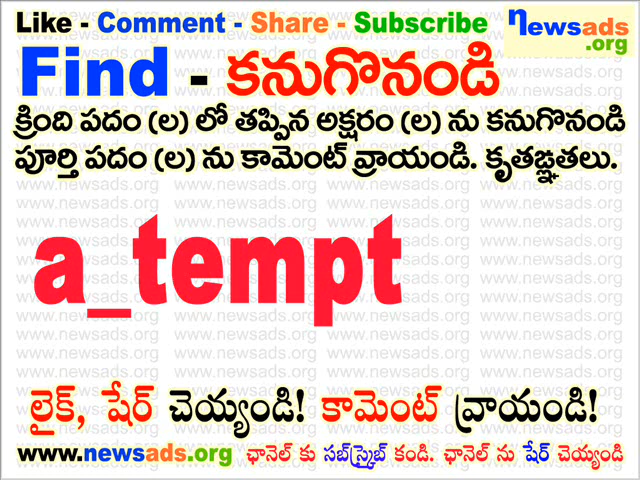 Like - Comment - Share - Subscribe
newsads
.org
Find - కనుగొనండి
క్రింది పదం (ల) లో తప్పిన అక్షరం (ల) ను కనుగొనండి
పూర్తి పదం (ల) ను కామెంట్ వ్రాయండి. కృతఙ్ఞతలు.
a_tempt
లైక్, షేర్ చెయ్యండి! కామెంట్ వ్రాయండి!
www.newsads.org ఛానెల్ కు సబ్‌స్క్రైబ్ కండి. ఛానెల్ ను షేర్ చెయ్యండి